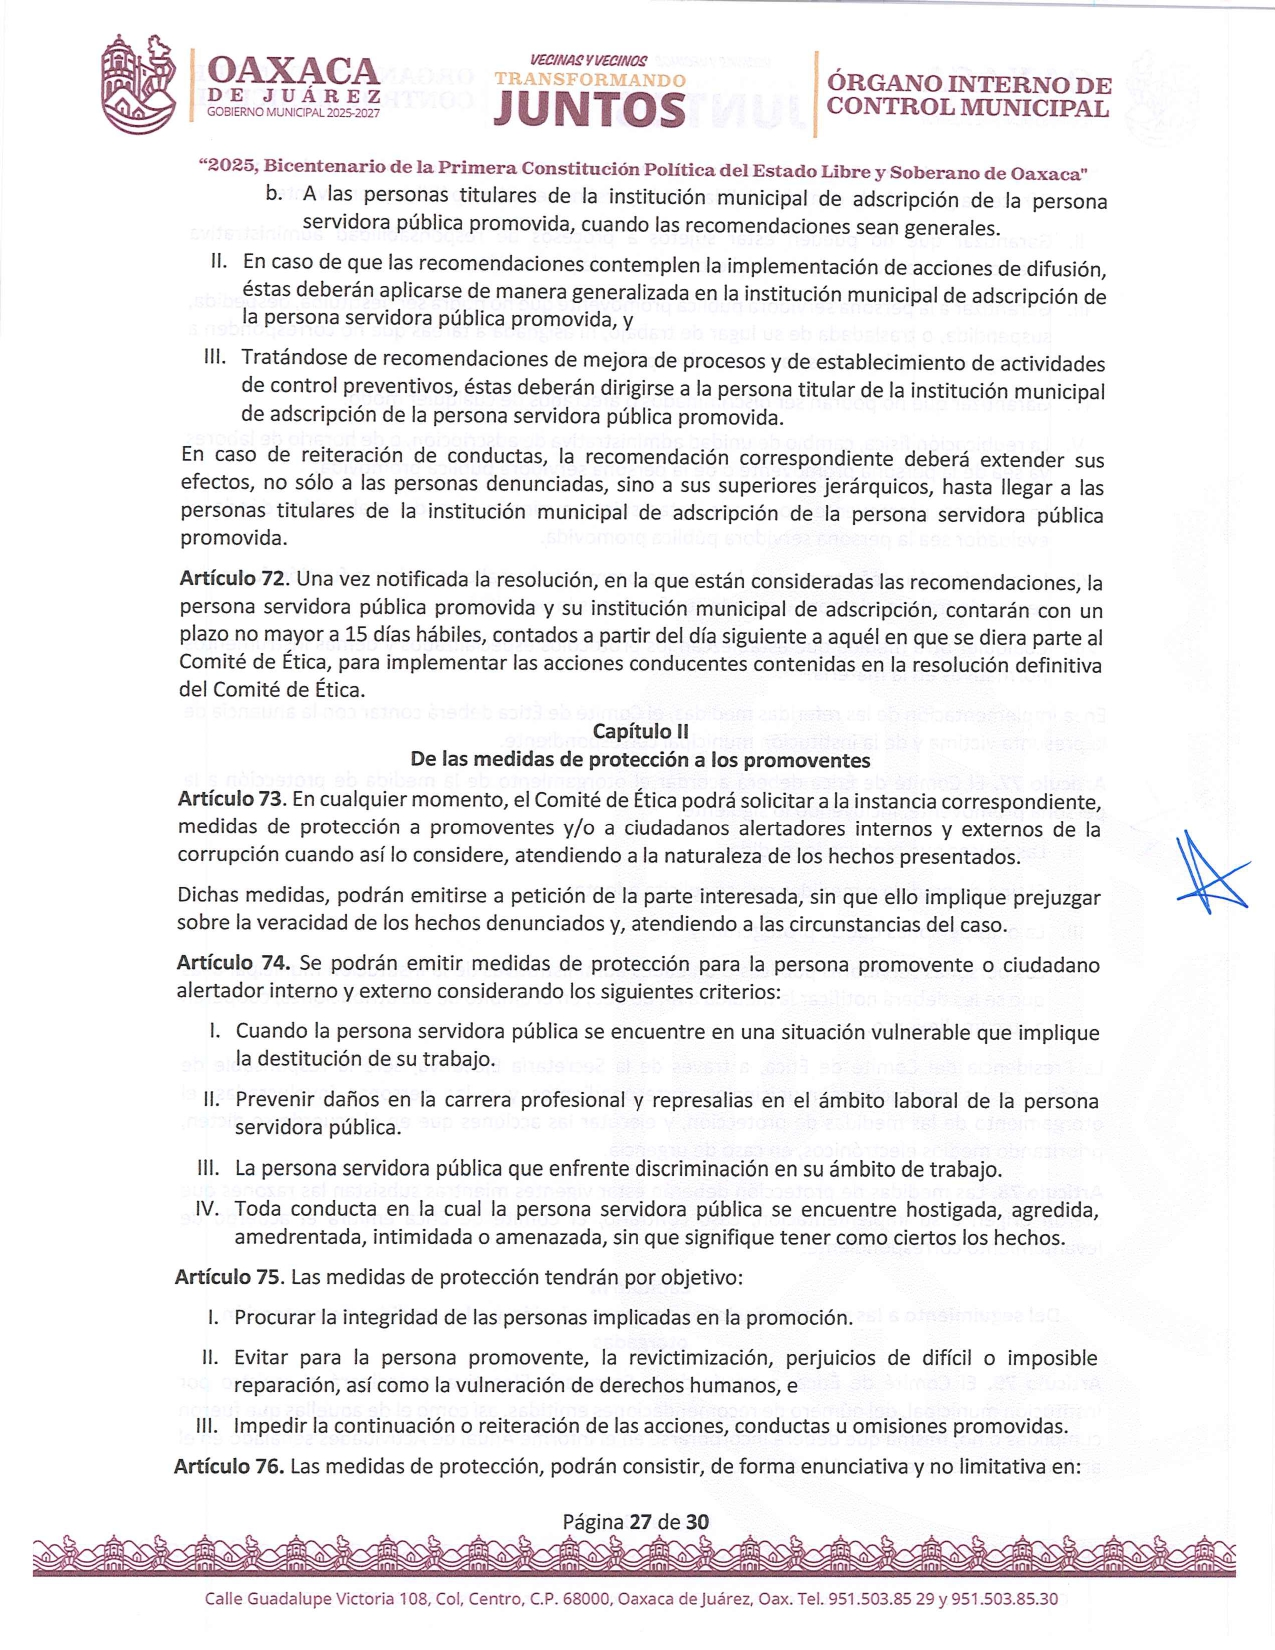 OAXACA
DE JUÁREZ
GOBIERNO MUNICIPAL 2025-2027
VECINAS Y VECINOS
TRANSFORMANDO
JUNTOS
ÓRGANO INTERNO DE
CONTROL MUNICIPAL
“2025, Bicentenario de la Primera Constitución Política del Estado Libre y Soberano de Oaxaca"
b. A las personas titulares de la institución municipal de adscripción de la persona
servidora pública promovida, cuando las recomendaciones sean generales.
II. En caso de que las recomendaciones contemplen la implementación de acciones de difusión,
éstas deberán aplicarse de manera generalizada en la institución municipal de adscripción de
la persona servidora pública promovida, y
III. Tratándose de recomendaciones de mejora de procesos y de establecimiento de actividades
de control preventivos, éstas deberán dirigirse a la persona titular de la institución municipal
de adscripción de la persona servidora pública promovida.
En caso de reiteración de conductas, la recomendación correspondiente deberá extender sus
efectos, no sólo a las personas denunciadas, sino a sus superiores jerárquicos, hasta llegar a las
personas titulares de la institución municipal de adscripción de la persona servidora pública
promovida.
Artículo 72. Una vez notificada la resolución, en la que están consideradas las recomendaciones, la
persona servidora pública promovida y su institución municipal de adscripción, contarán con un
plazo no mayor a 15 días hábiles, contados a partir del día siguiente a aquél en que se diera parte al
Comité de Ética, para implementar las acciones conducentes contenidas en la resolución definitiva
del Comité de Ética.
Capítulo II
De las medidas de protección a los promoventes
Artículo 73. En cualquier momento, el Comité de Ética podrá solicitar a la instancia correspondiente,
medidas de protección a promoventes y/o a ciudadanos alertadores internos y externos de la
corrupción cuando así lo considere, atendiendo a la naturaleza de los hechos presentados.
Dichas medidas, podrán emitirse a petición de la parte interesada, sin que ello implique prejuzgar
sobre la veracidad de los hechos denunciados y, atendiendo a las circunstancias del caso.
Artículo 74. Se podrán emitir medidas de protección para la persona promovente o ciudadano
alertador interno y externo considerando los siguientes criterios:
I. Cuando la persona servidora pública se encuentre en una situación vulnerable que implique
la destitución de su trabajo.
II. Prevenir daños en la carrera profesional y represalias en el ámbito laboral de la persona
servidora pública.
III. La persona servidora pública que enfrente discriminación en su ámbito de trabajo.
IV. Toda conducta en la cual la persona servidora pública se encuentre hostigada, agredida,
amedrentada, intimidada o amenazada, sin que signifique tener como ciertos los hechos.
Artículo 75. Las medidas de protección tendrán por objetivo:
I. Procurar la integridad de las personas implicadas en la promoción.
II. Evitar para la persona promovente, la revictimización, perjuicios de difícil o imposible
reparación, así como la vulneración de derechos humanos, e
III. Impedir la continuación o reiteración de las acciones, conductas u omisiones promovidas.
Artículo 76. Las medidas de protección, podrán consistir, de forma enunciativa y no limitativa en:
Página 27 de 30
Calle Guadalupe Victoria 108, Col, Centro, C.P. 68000, Oaxaca de Juárez, Oax. Tel. 951.503.85 29 y 951.503.85.30